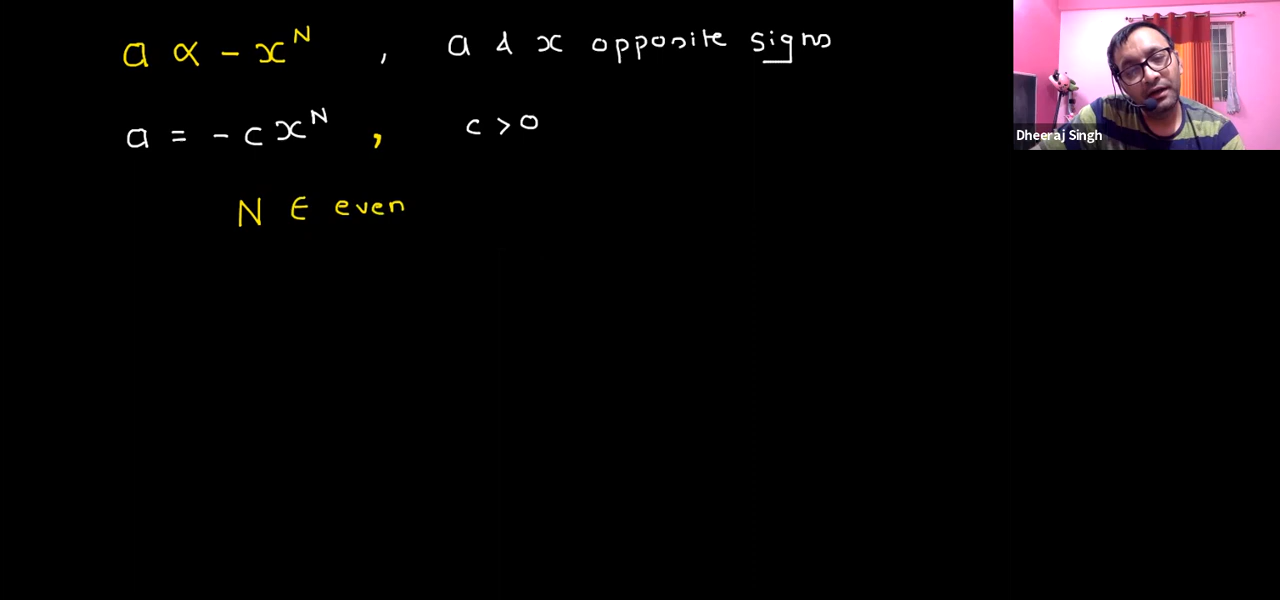 a ∝ - x^N , a & x opposite signs
Dheeraj Singh
a = - c x^N , c > 0
N ∈ even